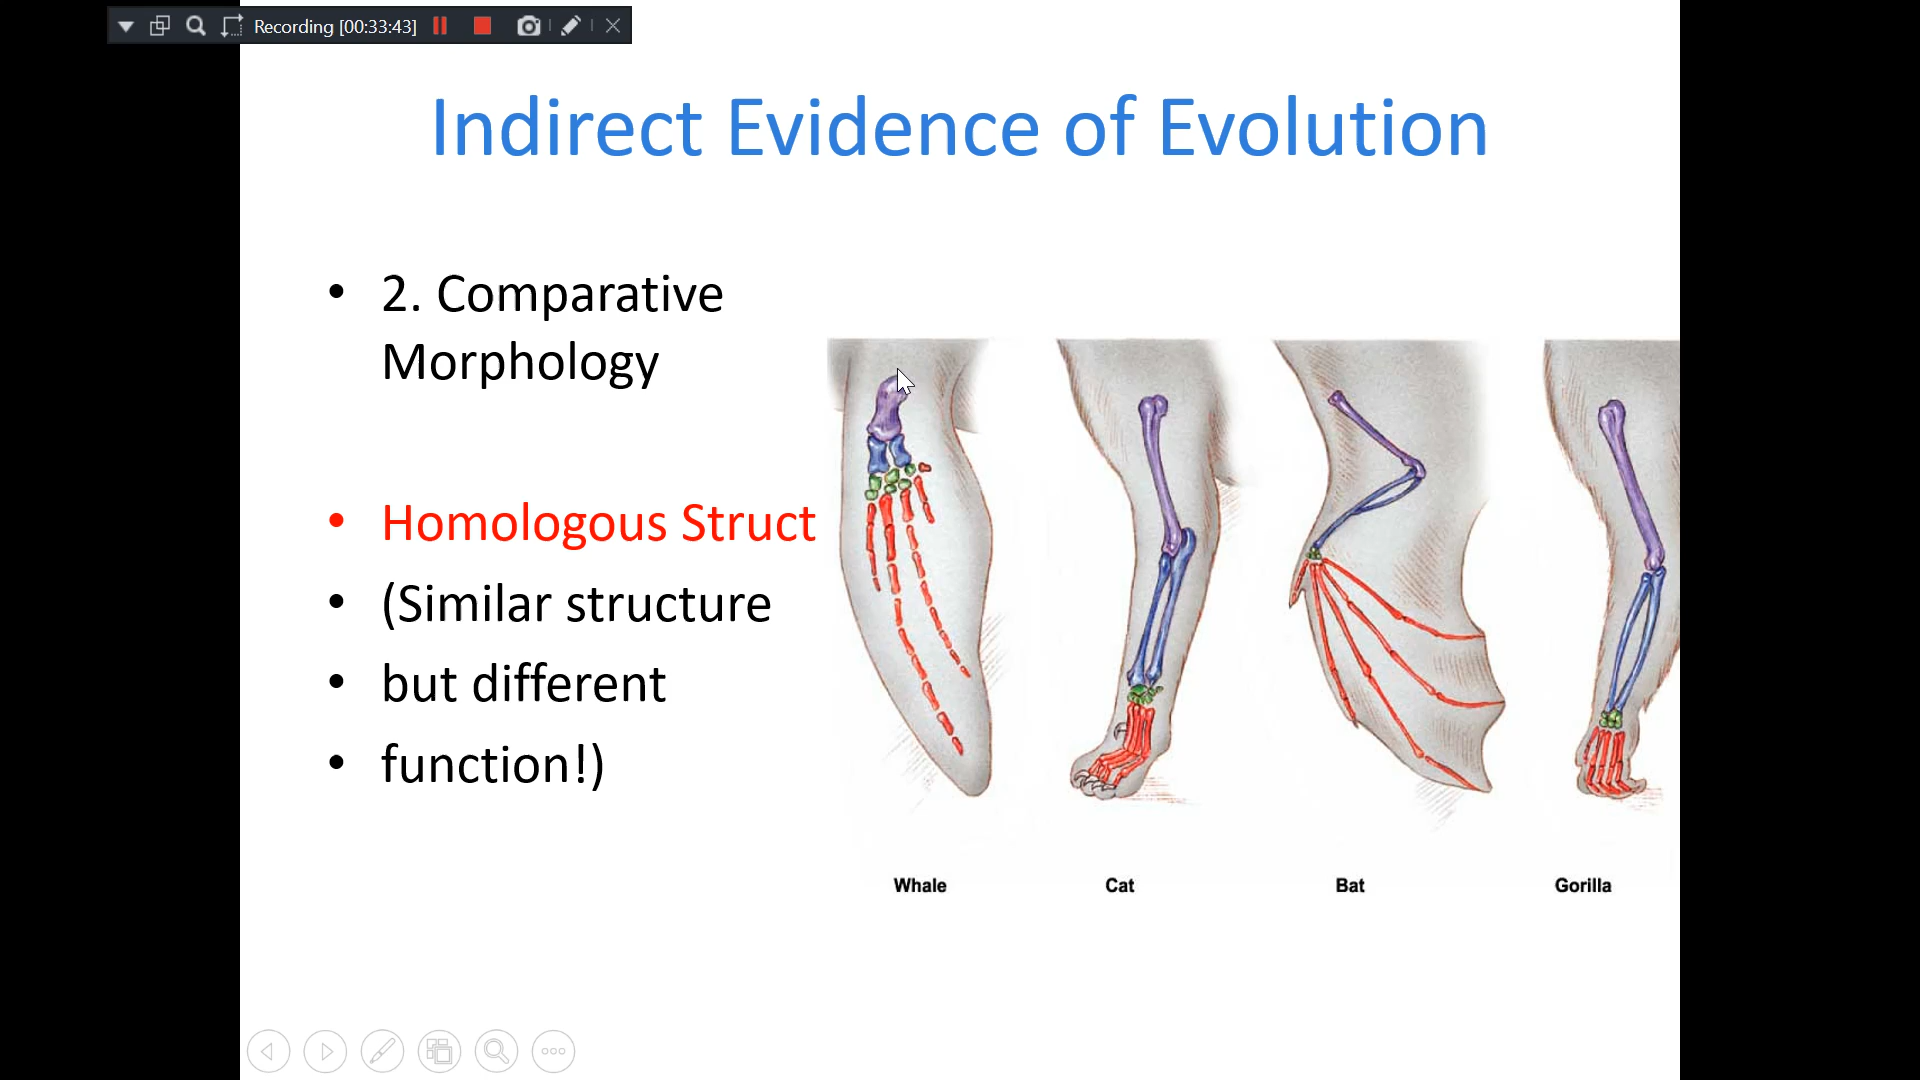 Recording [00:33:43]
Indirect Evidence of Evolution
• 2. Comparative
Morphology
• Homologous Struct
• (Similar structure
• but different
• function!)
Whale Cat Bat Gorilla